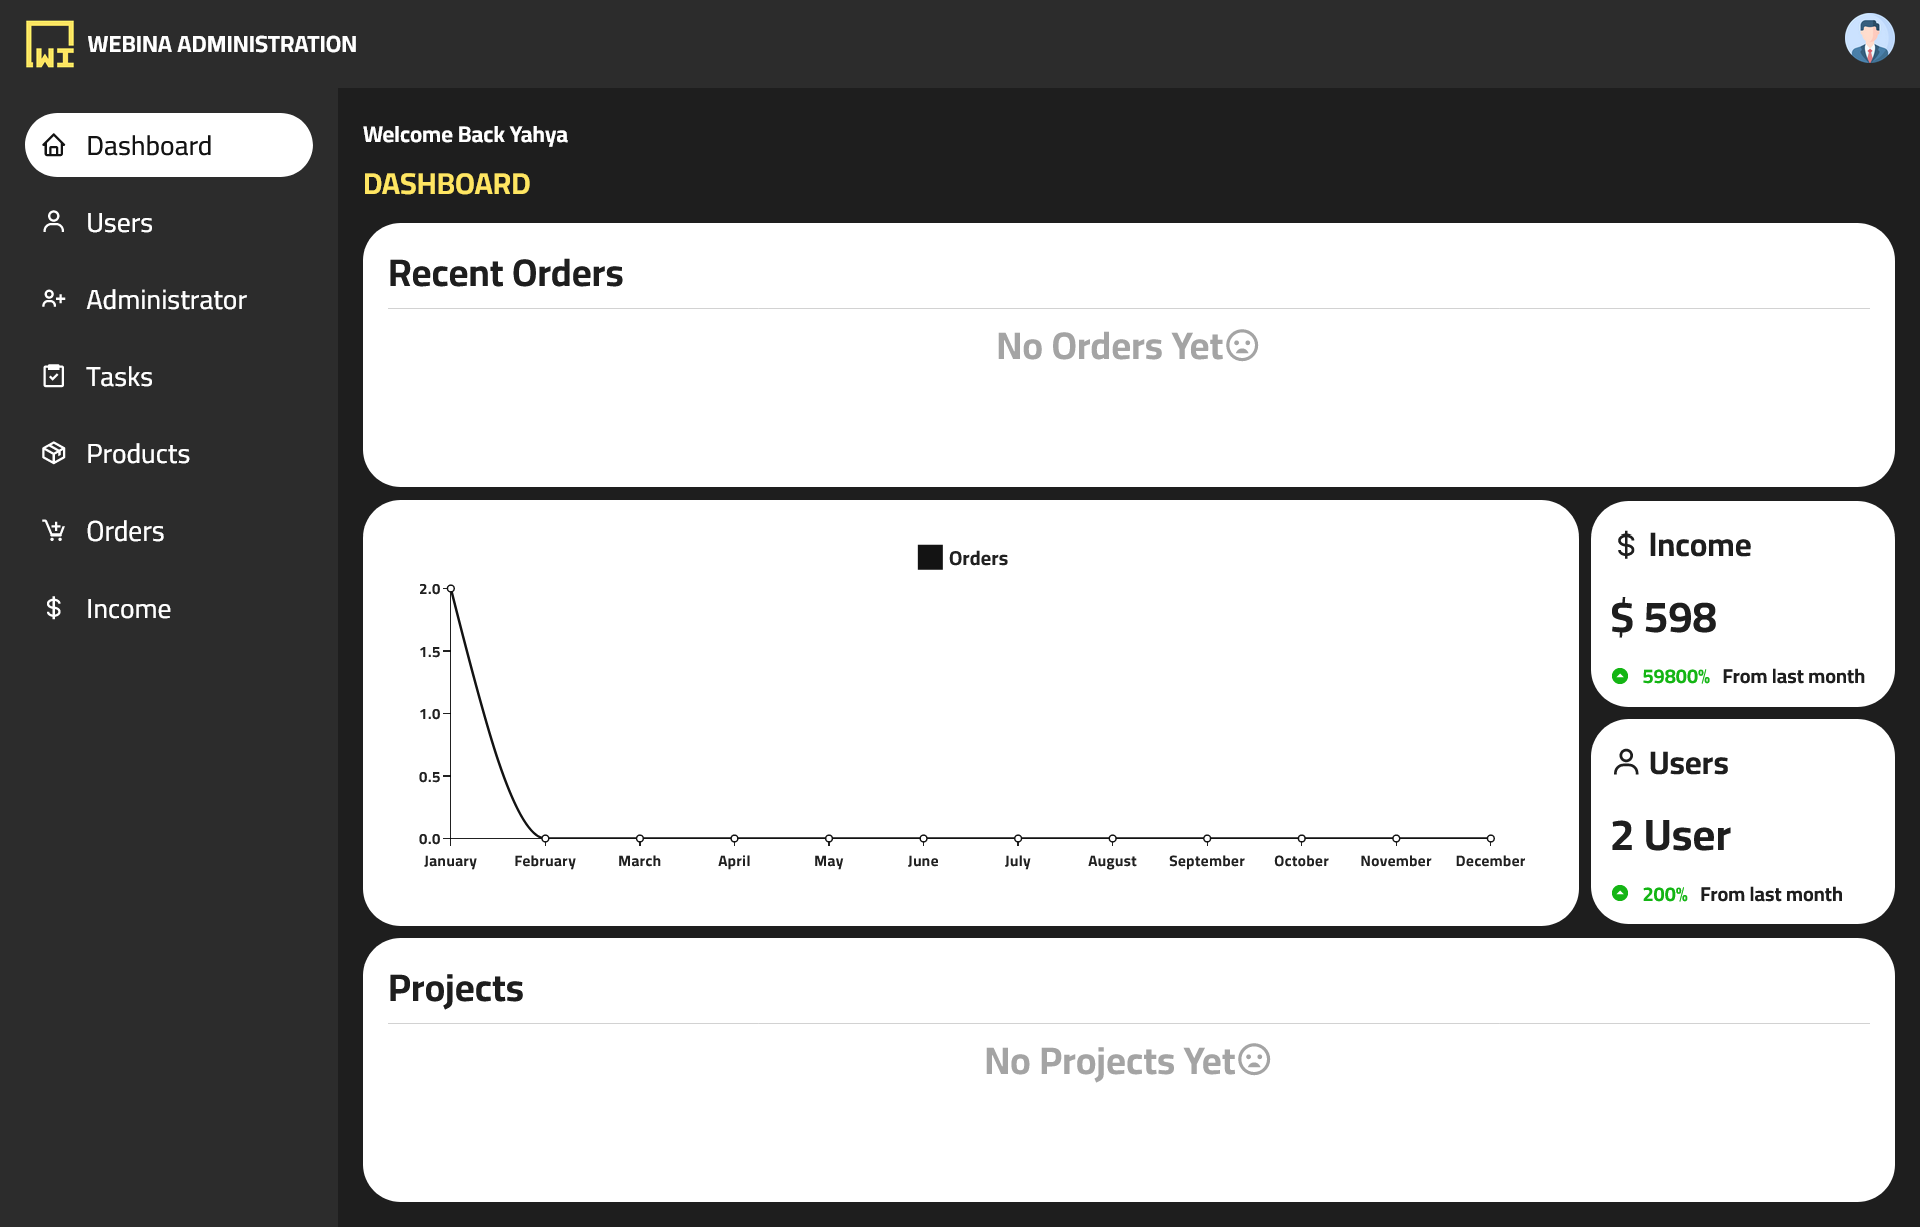 WI WEBINA ADMINISTRATION
Dashboard
Users
Administrator
Tasks
Products
Orders
$ Income
Welcome Back Yahya
DASHBOARD
Recent Orders
No Orders Yet
Orders
2.0
1.5
1.0
0.5
0.0
January February March April May June July August September October November December
$ Income
$ 598
59800% From last month
Users
2 User
200% From last month
Projects
No Projects Yet